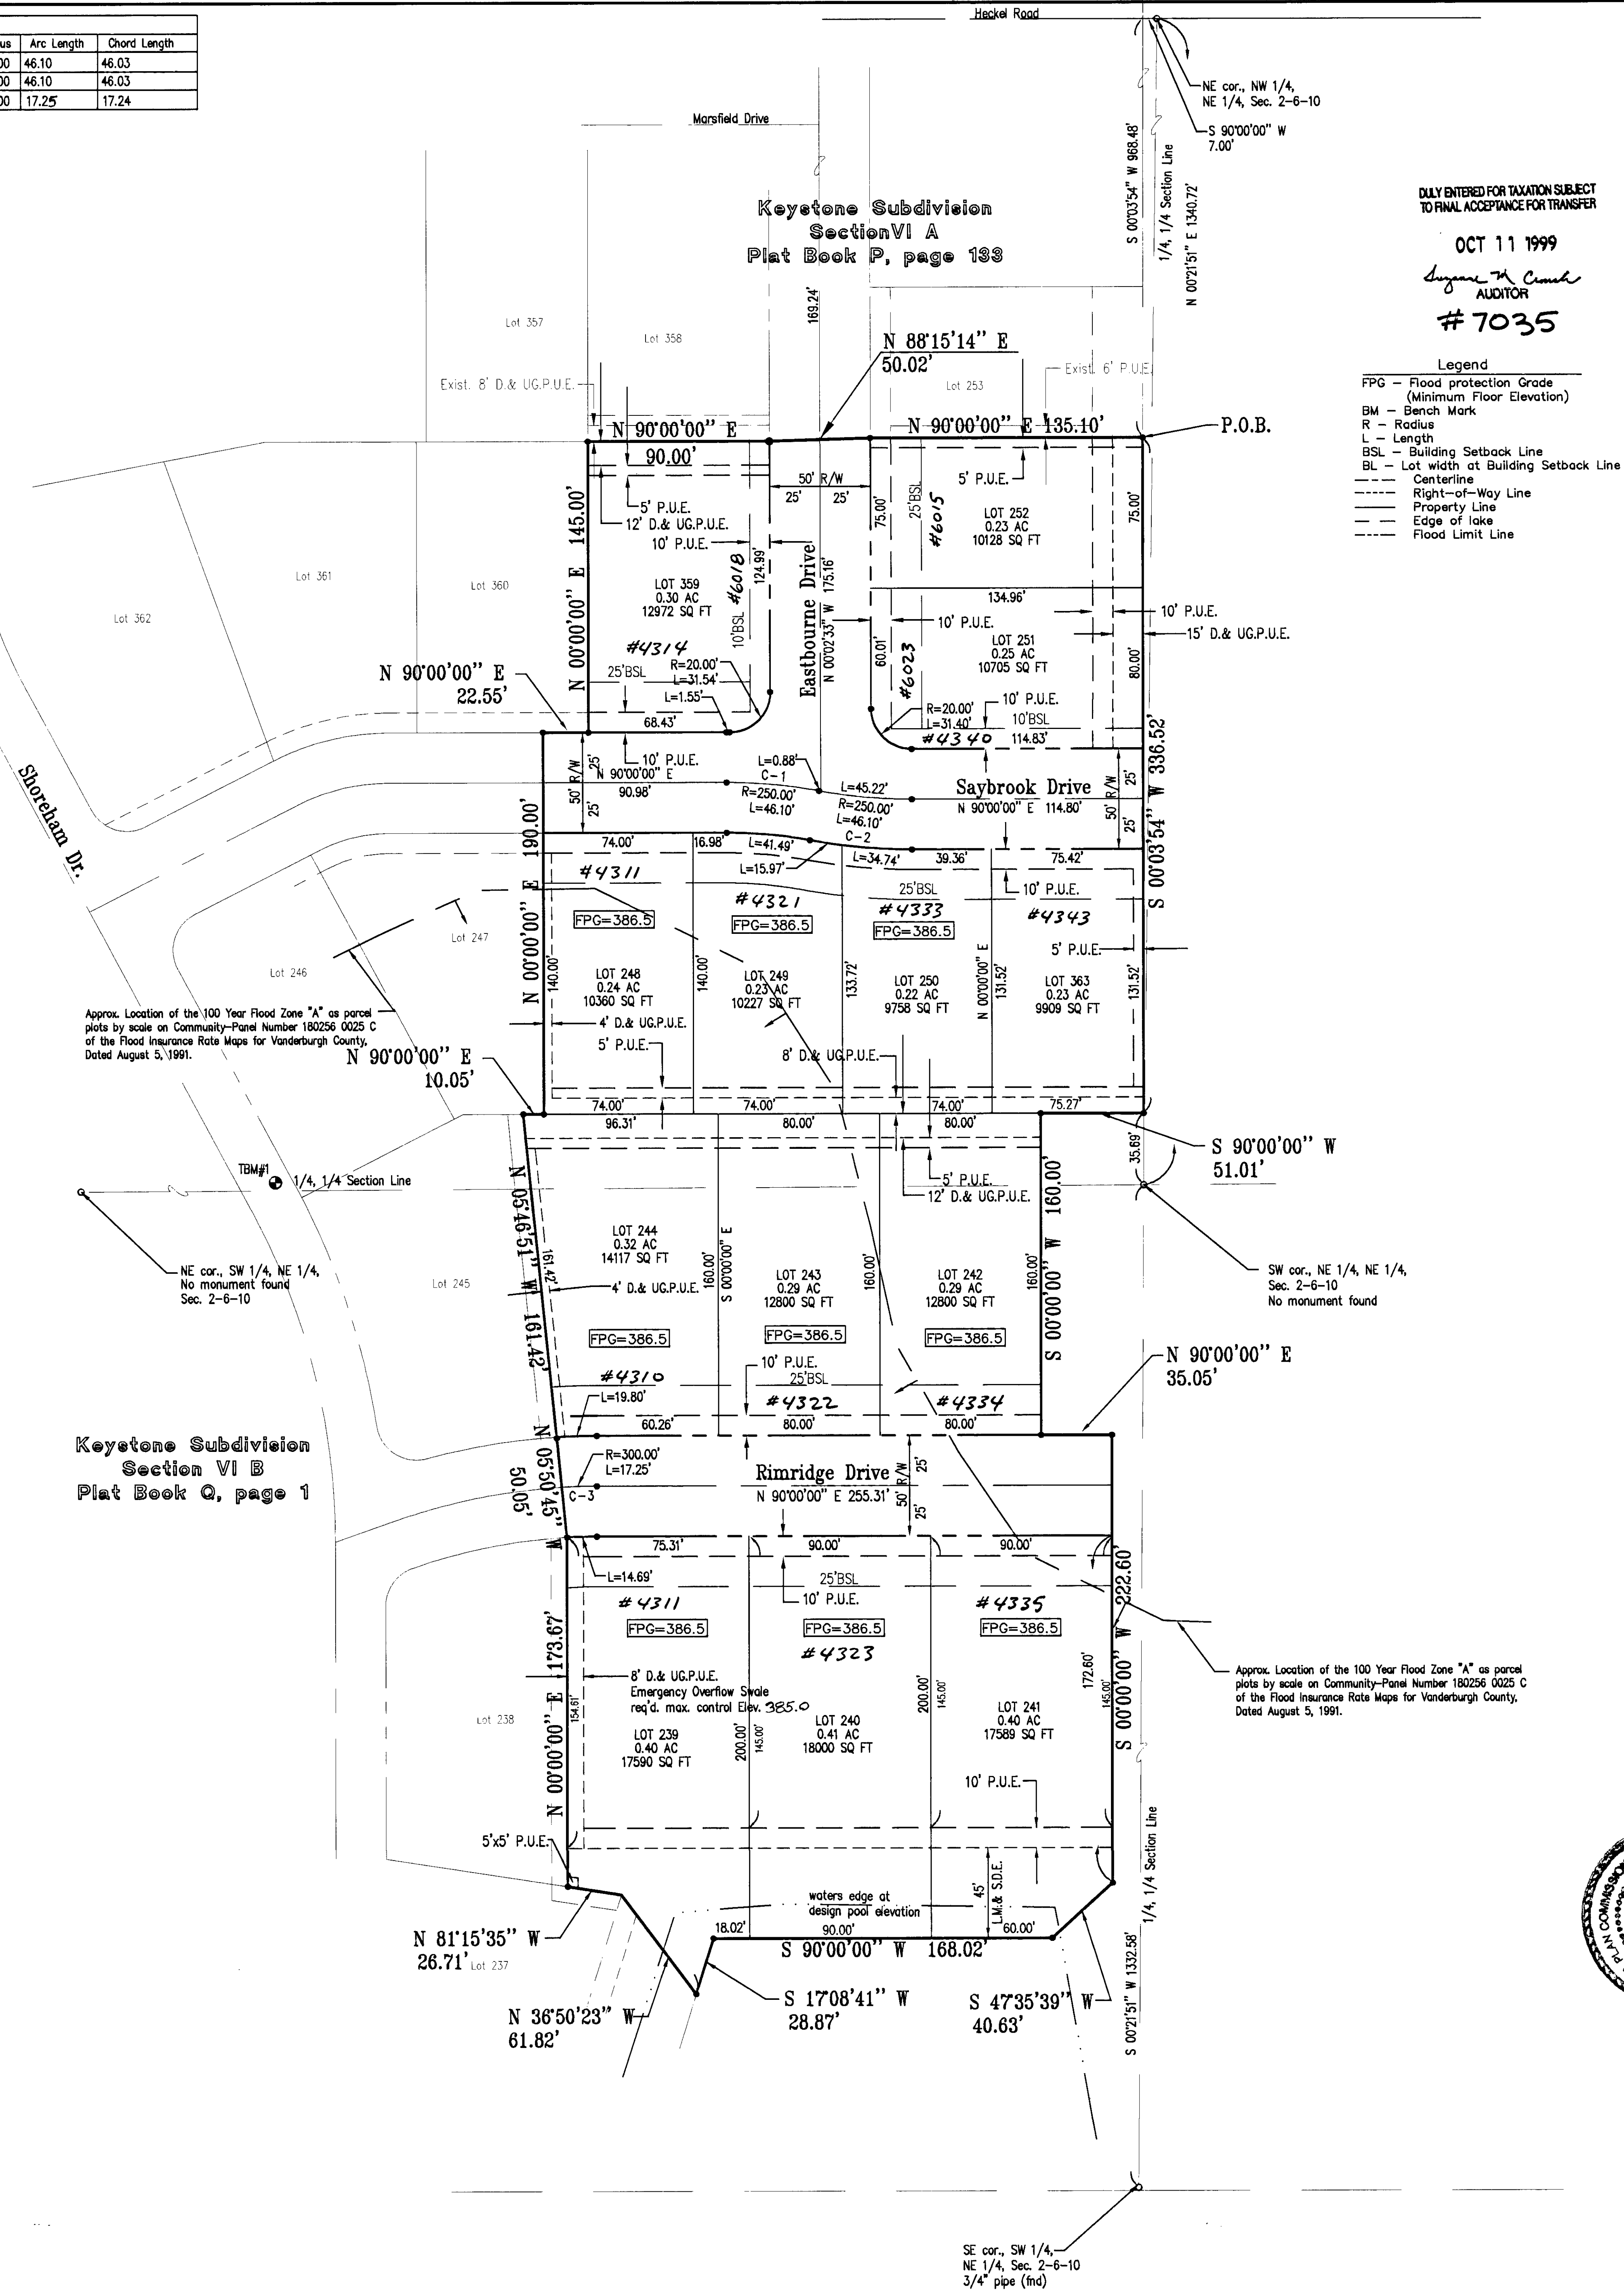 Heckel Road
us Arc Length Chord Length
00 46.10 46.03
00 46.10 46.03
00 17.25 17.24
NE cor., NW 1/4,
NE 1/4, Sec. 2-6-10
S 90°00'00" W
7.00'
Marsfield Drive
S 00°03'54" W 968.48'
1/4, 1/4 Section Line
N 00°21'51" E 1340.72'
Keystone Subdivision
Section VI A
Plat Book P, page 133
DULY ENTERED FOR TAXATION SUBJECT
TO FINAL ACCEPTANCE FOR TRANSFER
OCT 11 1999
AUDITOR
#7035
Legend
FPG - Flood protection Grade
(Minimum Floor Elevation)
BM - Bench Mark
R - Radius
L - Length
BSL - Building Setback Line
BL - Lot width at Building Setback Line
Centerline
Right-of-Way Line
Property Line
Edge of lake
Flood Limit Line
169.24'
Lot 357
Lot 358
N 88°15'14" E
50.02'
Exist. 6' P.U.E.
Lot 253
Exist. 8' D.& UG.P.U.E.
N 90°00'00" E
90.00'
N 90°00'00" E 135.10'
P.O.B.
50' R/W
25' 25'
5' P.U.E.
5' P.U.E.
12' D.& UG.P.U.E.
10' P.U.E.
N 00°00'00" E 145.00'
75.00'
25'BSL
#6015
75.00'
LOT 252
0.23 AC
10128 SQ FT
Lot 361
Lot 360
Lot 362
LOT 359
0.30 AC
12972 SQ FT
10'BSL #6018
124.99'
Eastbourne Drive
N 00°02'33" W 175.16'
134.96'
10' P.U.E.
10' P.U.E.
15' D.& UG.P.U.E.
LOT 251
0.25 AC
10705 SQ FT
60.01'
#6023
80.00'
#4314
25'BSL
R=20.00'
L=31.54'
L=1.55'
68.43'
N 90°00'00" E
22.55'
10' P.U.E.
R=20.00'
L=31.40'
10'BSL
#4340 114.83'
S 00°03'54" W 336.52'
Shoreham Dr.
50' R/W
25'
25'
10' P.U.E.
N 90°00'00" E
90.98'
L=0.88'
C-1
R=250.00'
L=46.10'
L=45.22'
R=250.00'
L=46.10'
C-2
Saybrook Drive
N 90°00'00" E 114.80'
50' R/W
25'
25'
N 00°00'00" E 190.00'
74.00' 16.98' L=41.49'
L=15.97'
L=34.74' 39.36' 75.42'
#4311
#4321
25'BSL
#4333
10' P.U.E.
#4343
FPG=386.5
FPG=386.5
FPG=386.5
5' P.U.E.
Lot 247
Lot 246
140.00'
LOT 248
0.24 AC
10360 SQ FT
140.00'
LOT 249
0.23 AC
10227 SQ FT
133.72'
LOT 250
0.22 AC
9758 SQ FT
N 00°00'00" E
131.52'
LOT 363
0.23 AC
9909 SQ FT
131.52'
Approx. Location of the 100 Year Flood Zone "A" as parcel
plots by scale on Community-Panel Number 180256 0025 C
of the Flood Insurance Rate Maps for Vanderburgh County,
Dated August 5, 1991.
4' D.& UG.P.U.E.
5' P.U.E.
8' D.& UG.P.U.E.
N 90°00'00" E
10.05'
74.00' 74.00' 74.00' 75.27'
96.31' 80.00' 80.00'
35.69'
S 90°00'00" W
51.01'
5' P.U.E.
12' D.& UG.P.U.E.
TBM#1
1/4, 1/4 Section Line
NE cor., SW 1/4, NE 1/4,
No monument found
Sec. 2-6-10
N 05°46'51" W 161.42'
161.42'
LOT 244
0.32 AC
14117 SQ FT
4' D.& UG.P.U.E.
160.00'
S 00°00'00" E
LOT 243
0.29 AC
12800 SQ FT
160.00'
LOT 242
0.29 AC
12800 SQ FT
160.00'
S 00°00'00" W 160.00'
SW cor., NE 1/4, NE 1/4,
Sec. 2-6-10
No monument found
Lot 245
FPG=386.5
FPG=386.5
FPG=386.5
10' P.U.E.
25'BSL
N 90°00'00" E
35.05'
#4310
#4322
#4334
L=19.80'
60.26' 80.00' 80.00'
Keystone Subdivision
Section VI B
Plat Book Q, page 1
N 05°50'45" W
50.05'
R=300.00'
L=17.25'
C-3
Rimridge Drive
N 90°00'00" E 255.31'
50' R/W
25'
25'
75.31' 90.00' 90.00'
L=14.69'
25'BSL
10' P.U.E.
#4311
#4335
FPG=386.5
FPG=386.5
FPG=386.5
#4323
S 00°00'00" W 222.60'
N 00°00'00" E 173.67'
154.61'
8' D.& UG.P.U.E.
Emergency Overflow Swale
req'd. max. control Elev. 385.0
Lot 238
LOT 239
0.40 AC
17590 SQ FT
200.00'
145.00'
LOT 240
0.41 AC
18000 SQ FT
200.00'
145.00'
LOT 241
0.40 AC
17589 SQ FT
172.60'
145.00'
Approx. Location of the 100 Year Flood Zone "A" as parcel
plots by scale on Community-Panel Number 180256 0025 C
of the Flood Insurance Rate Maps for Vanderburgh County,
Dated August 5, 1991.
10' P.U.E.
5'x5' P.U.E.
45'
L.M.& S.D.E.
1/4, 1/4 Section Line
waters edge at
design pool elevation
18.02' 90.00' 60.00'
S 90°00'00" W 168.02'
N 81°15'35" W
26.71'
Lot 237
N 36°50'23" W
61.82'
S 17°08'41" W
28.87'
S 47°35'39" W
40.63'
S 00°21'51" W 1332.58'
PLAN COMMISSION
SE cor., SW 1/4,
NE 1/4, Sec. 2-6-10
3/4" pipe (fnd)